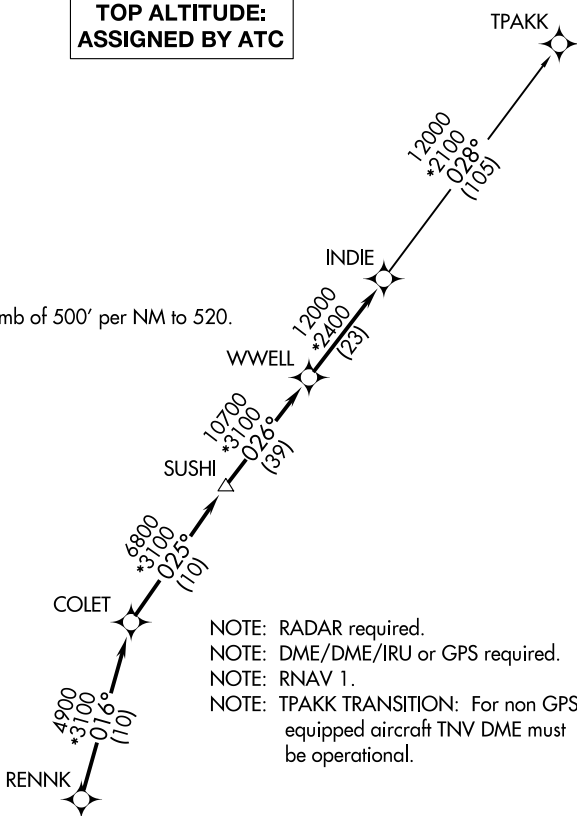 TOP ALTITUDE:
ASSIGNED BY ATC
TPAKK
12000
*2100
028°
(105)
INDIE
mb of 500' per NM to 520.
12000
*2400
(23)
WWELL
10700
*3100
026°
(39)
SUSHI
6800
*3100
025°
(10)
COLET
NOTE: RADAR required.
NOTE: DME/DME/IRU or GPS required.
NOTE: RNAV 1.
NOTE: TPAKK TRANSITION: For non GPS
equipped aircraft TNV DME must
be operational.
4900
*3100
016°
(10)
RENNK